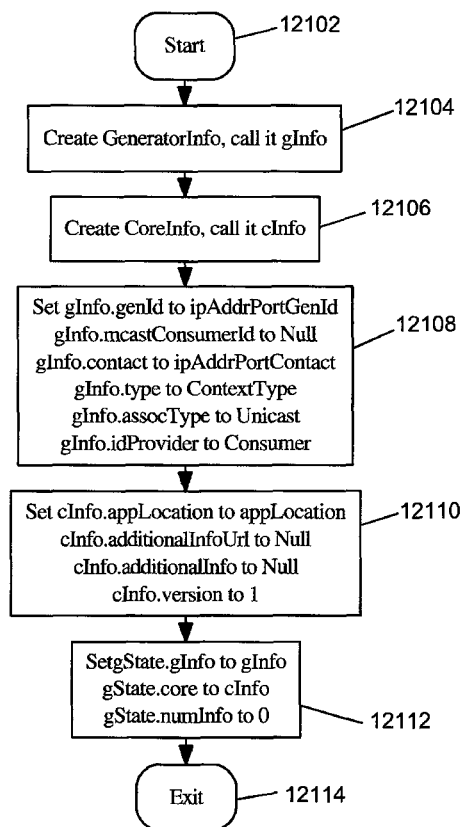 Start
12102
Create GeneratorInfo, call it gInfo
12104
Create CoreInfo, call it cInfo
12106
Set gInfo.genId to ipAddrPortGenId
gInfo.mcastConsumerId to Null
gInfo.contact to ipAddrPortContact
gInfo.type to ContextType
gInfo.assocType to Unicast
gInfo.idProvider to Consumer
12108
Set cInfo.appLocation to appLocation
cInfo.additionalInfoUrl to Null
cInfo.additionalInfo to Null
cInfo.version to 1
12110
SetgState.gInfo to gInfo
gState.core to cInfo
gState.numInfo to 0
12112
Exit
12114